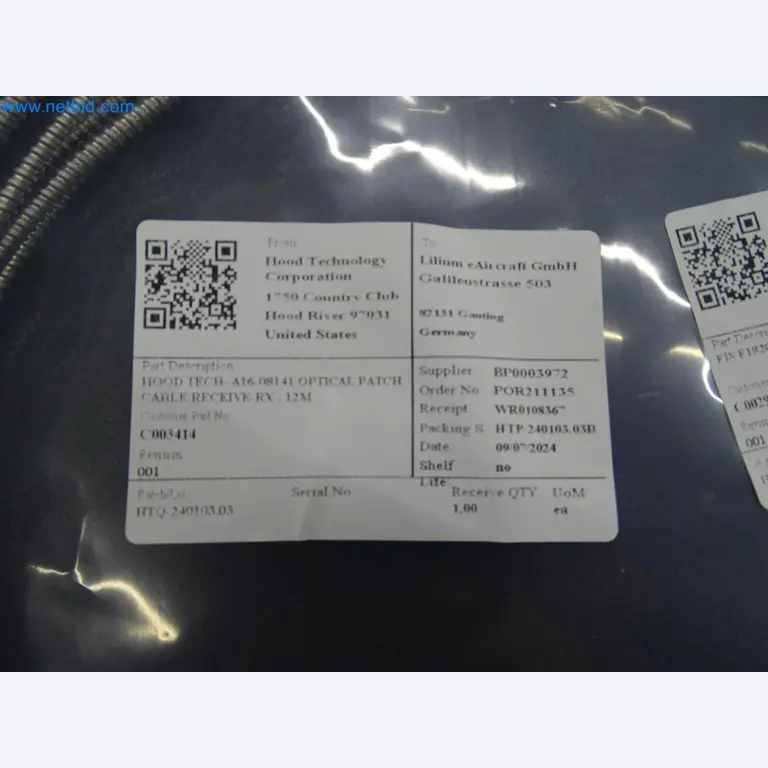 www.netbid.com
From
Hood Technology
Corporation
1750 Country Club
Hood River 97031
United States
To
Lilium eAircraft GmbH
Galileostrasse 503
82131 Gauting
Germany
Part Description
HOOD TECH- A16-08141 OPTICAL PATCH
CABLE RECEIVE-RX - 12M
Customer Part No
C003414
Revision
001
Supplier BP0003972
Order No POR211135
Receipt WR0108367
Packing S. HTP-240103.03B
Date 09/07/2024
Shelf no
Life
Batch/Lot
HTQ-240103.03
Serial No
Receive QTY
1.00
UoM
ea
Part
001